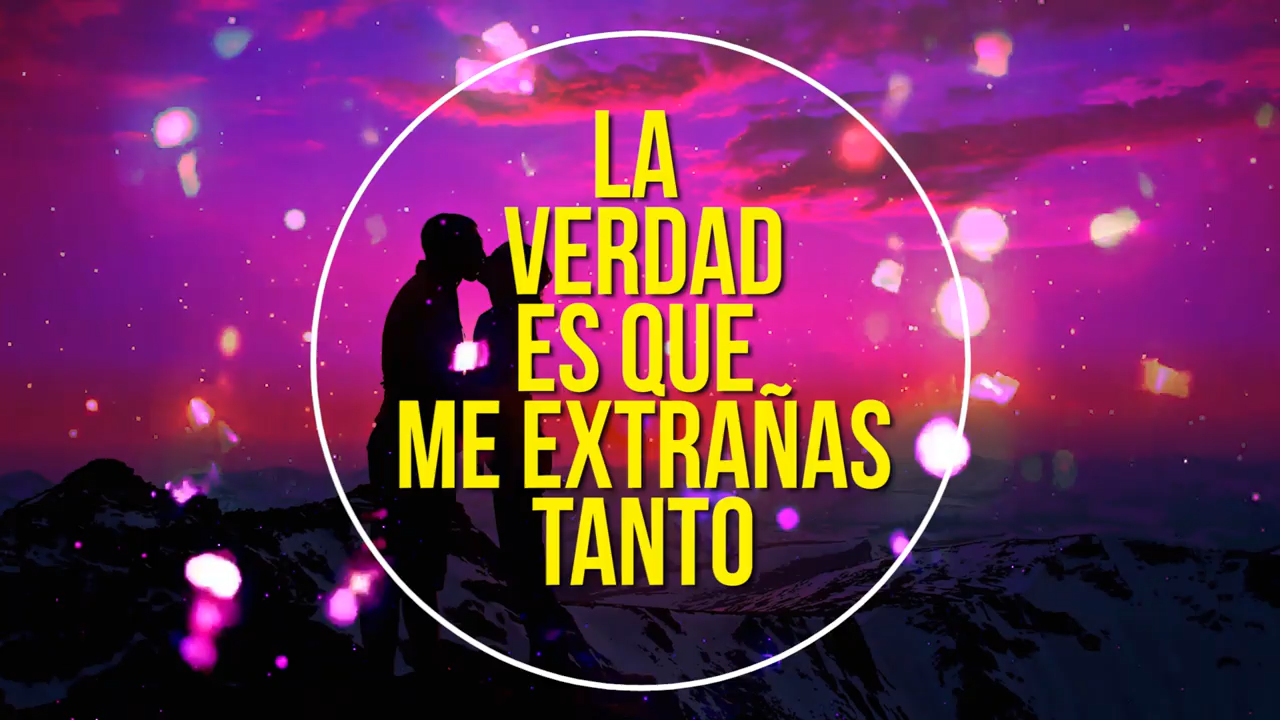 LA
VERDAD
ES QUE
ME EXTRAÑAS
TANTO